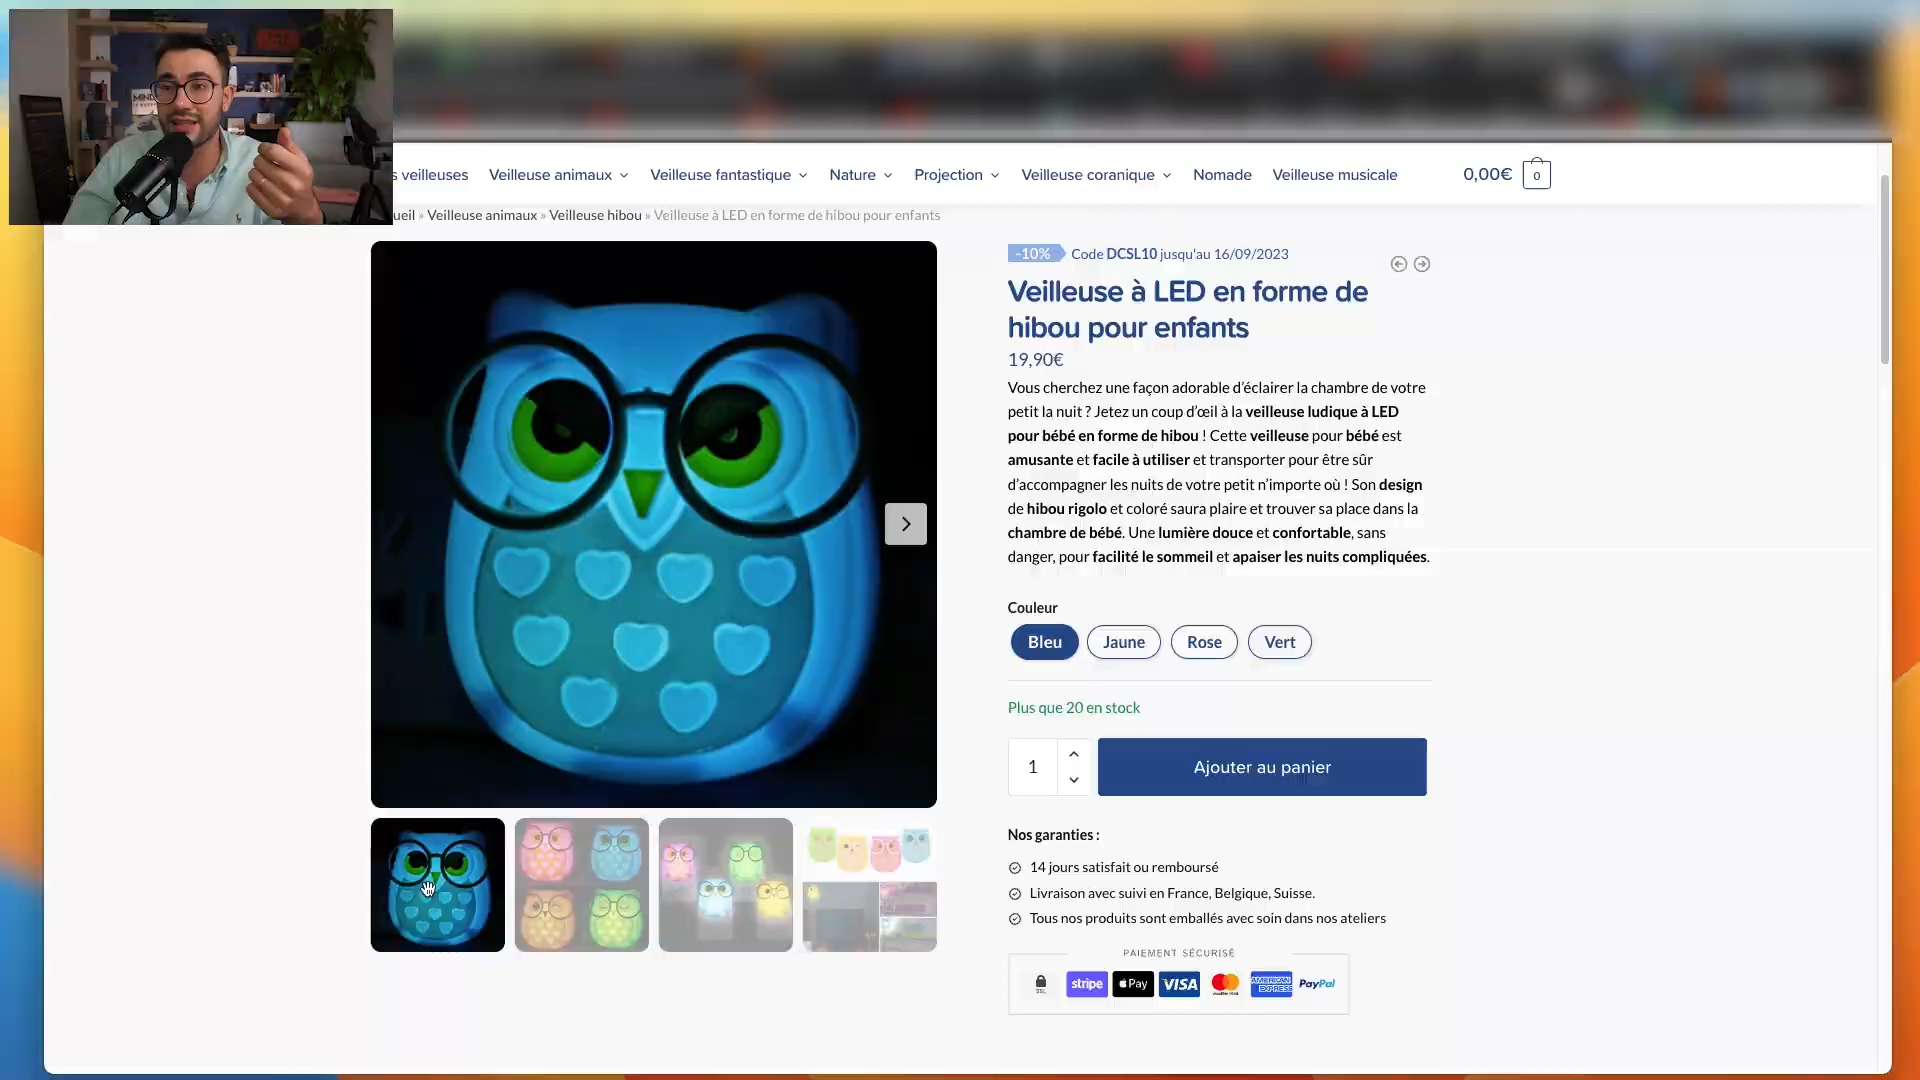 s veilleuses
Veilleuse animaux
Veilleuse fantastique
Nature
Projection
Veilleuse coranique
Nomade
Veilleuse musicale
0,00€
0
ueil » Veilleuse animaux » Veilleuse hibou » Veilleuse à LED en forme de hibou pour enfants
-10% Code DCSL10 jusqu'au 16/09/2023
Veilleuse à LED en forme de
hibou pour enfants
19,90€
Vous cherchez une façon adorable d'éclairer la chambre de votre
petit la nuit ? Jetez un coup d'œil à la veilleuse ludique à LED
pour bébé en forme de hibou ! Cette veilleuse pour bébé est
amusante et facile à utiliser et transporter pour être sûr
d'accompagner les nuits de votre petit n'importe où ! Son design
de hibou rigolo et coloré saura plaire et trouver sa place dans la
chambre de bébé. Une lumière douce et confortable, sans
danger, pour facilité le sommeil et apaiser les nuits compliquées.
Couleur
Bleu
Jaune
Rose
Vert
Plus que 20 en stock
1
Ajouter au panier
Nos garanties :
14 jours satisfait ou remboursé
Livraison avec suivi en France, Belgique, Suisse.
Tous nos produits sont emballés avec soin dans nos ateliers
PAIEMENT SÉCURISÉ
SSL
stripe
Pay
VISA
AMERICAN
EXPRESS
PayPal